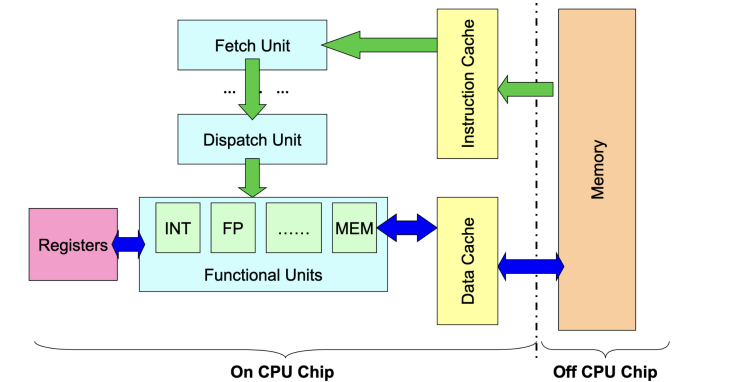 Fetch Unit
... . ...
Dispatch Unit
INT
FP
......
MEM
Functional Units
Registers
Instruction Cache
Data Cache
Memory
On CPU Chip
Off CPU Chip